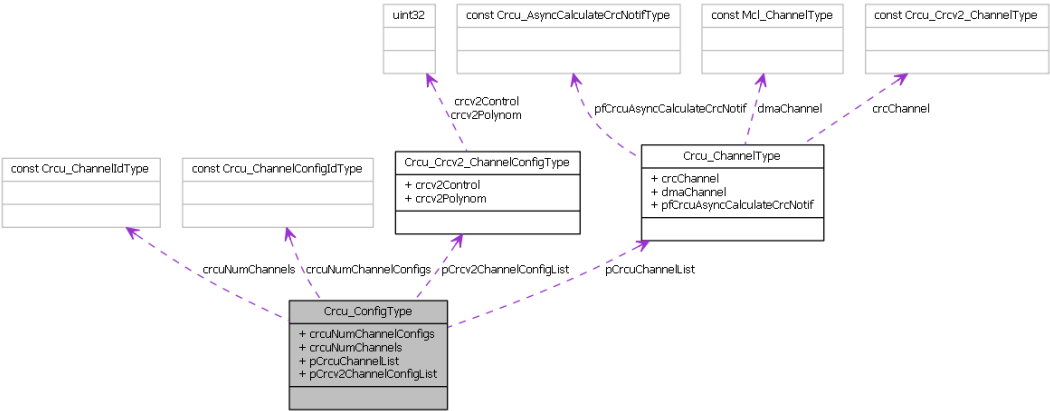 uint32
const Crcu_AsyncCalculateCrcNotifType
const Mcl_ChannelType
const Crcu_Crcv2_ChannelType
crcv2Control
crcv2Polynom
pfCrcuAsyncCalculateCrcNotif
dmaChannel
crcChannel
const Crcu_ChannelIdType
const Crcu_ChannelConfigIdType
Crcu_Crcv2_ChannelConfigType
+ crcv2Control
+ crcv2Polynom
Crcu_ChannelType
+ crcChannel
+ dmaChannel
+ pfCrcuAsyncCalculateCrcNotif
crcuNumChannels
crcuNumChannelConfigs
pCrcv2ChannelConfigList
pCrcuChannelList
Crcu_ConfigType
+ crcuNumChannelConfigs
+ crcuNumChannels
+ pCrcuChannelList
+ pCrcv2ChannelConfigList